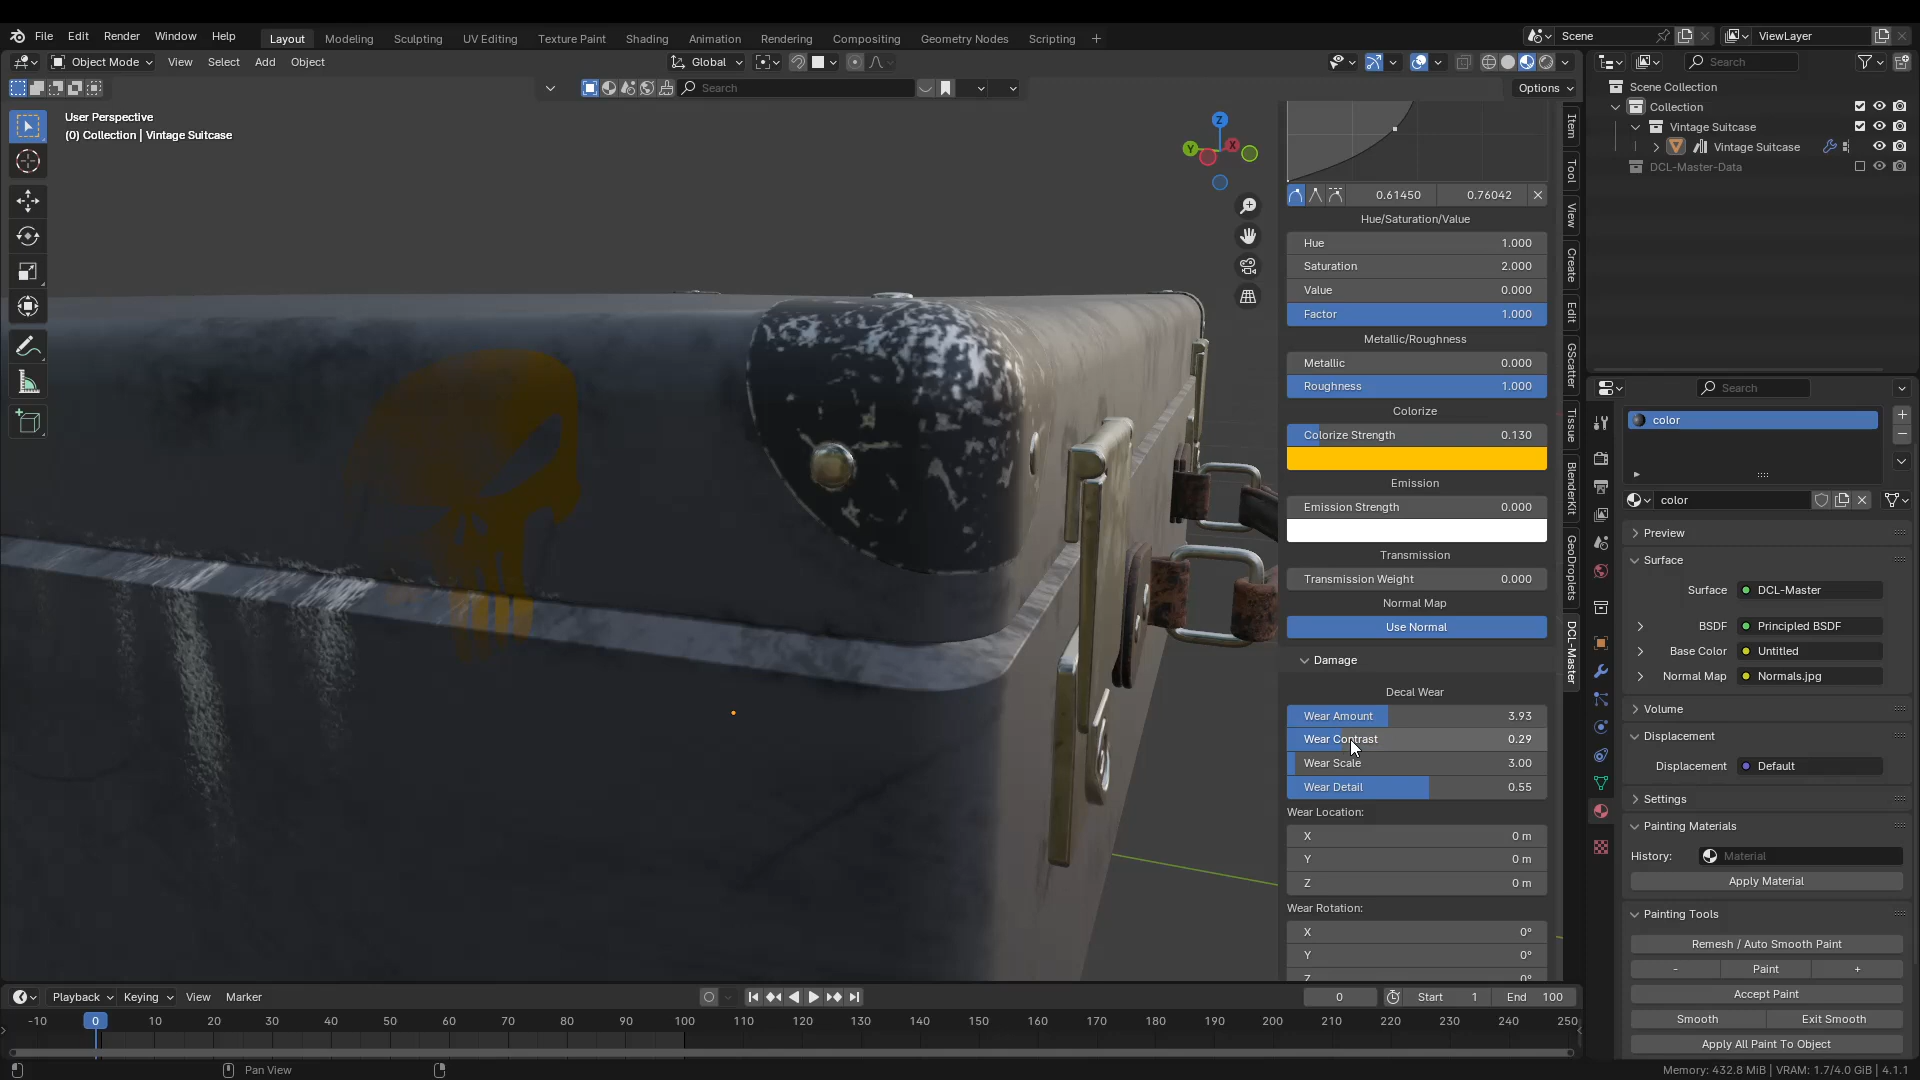 File Edit Render Window Help Layout Modeling Sculpting UV Editing Texture Paint Shading Animation Rendering Compositing Geometry Nodes Scripting + Scene ViewLayer
Object Mode View Select Add Object Global Search
Search Options
User Perspective
(0) Collection | Vintage Suitcase
Z
Y X
Item
Tool
View
Create
Edit
GScatter
Tissue
BlenderKit
GeoDroplets
DCL-Master
0.61450 0.76042
Hue/Saturation/Value
Hue 1.000
Saturation 2.000
Value 0.000
Factor 1.000
Metallic/Roughness
Metallic 0.000
Roughness 1.000
Colorize
Colorize Strength 0.130
Emission
Emission Strength 0.000
Transmission
Transmission Weight 0.000
Normal Map
Use Normal
Damage
Decal Wear
Wear Amount 3.93
Wear Contrast 0.29
Wear Scale 3.00
Wear Detail 0.55
Wear Location:
X 0 m
Y 0 m
Z 0 m
Wear Rotation:
X 0°
Y 0°
Z 0°
Scene Collection
Collection
Vintage Suitcase
Vintage Suitcase
DCL-Master-Data
Search
color
color
Preview
Surface
Surface DCL-Master
BSDF Principled BSDF
Base Color Untitled
Normal Map Normals.jpg
Volume
Displacement
Displacement Default
Settings
Painting Materials
History: Material
Apply Material
Painting Tools
Remesh / Auto Smooth Paint
- Paint +
Accept Paint
Smooth Exit Smooth
Apply All Paint To Object
Playback Keying View Marker 0 Start 1 End 100
-10 0 10 20 30 40 50 60 70 80 90 100 110 120 130 140 150 160 170 180 190 200 210 220 230 240 250
Pan View Memory: 432.8 MiB | VRAM: 1.7/4.0 GiB | 4.1.1